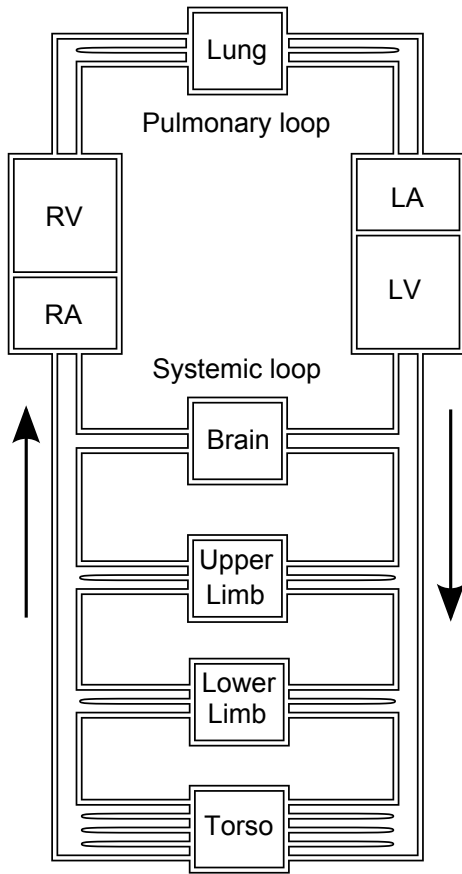 Lung
Pulmonary loop
RV
LA
RA
LV
Systemic loop
Brain
Upper
Limb
Lower
Limb
Torso